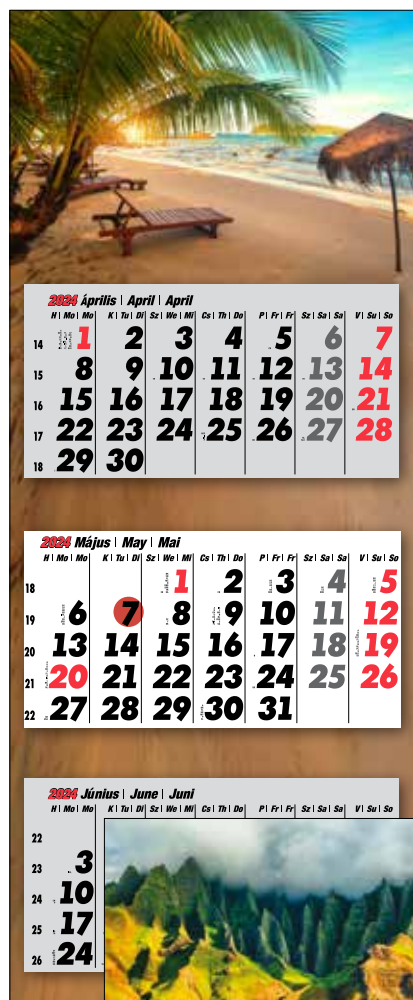 2024 Április | April | April
H | Mo | Mo K | Tu | Di Sz | We | Mi Cs | Th | Do P | Fr | Fr Sz | Sa | Sa V | Su | So
14 1 2 3 4 5 6 7
15 8 9 10 11 12 13 14
16 15 16 17 18 19 20 21
17 22 23 24 25 26 27 28
18 29 30
2024 Május | May | Mai
H | Mo | Mo K | Tu | Di Sz | We | Mi Cs | Th | Do P | Fr | Fr Sz | Sa | Sa V | Su | So
18 1 2 3 4 5
19 6 7 8 9 10 11 12
20 13 14 15 16 17 18 19
21 20 21 22 23 24 25 26
22 27 28 29 30 31
2024 Június | June | Juni
H | Mo | Mo K | Tu | Di Sz | We | Mi Cs | Th | Do P | Fr | Fr Sz | Sa | Sa V | Su | So
22
23 3
24 10
25 17
26 24